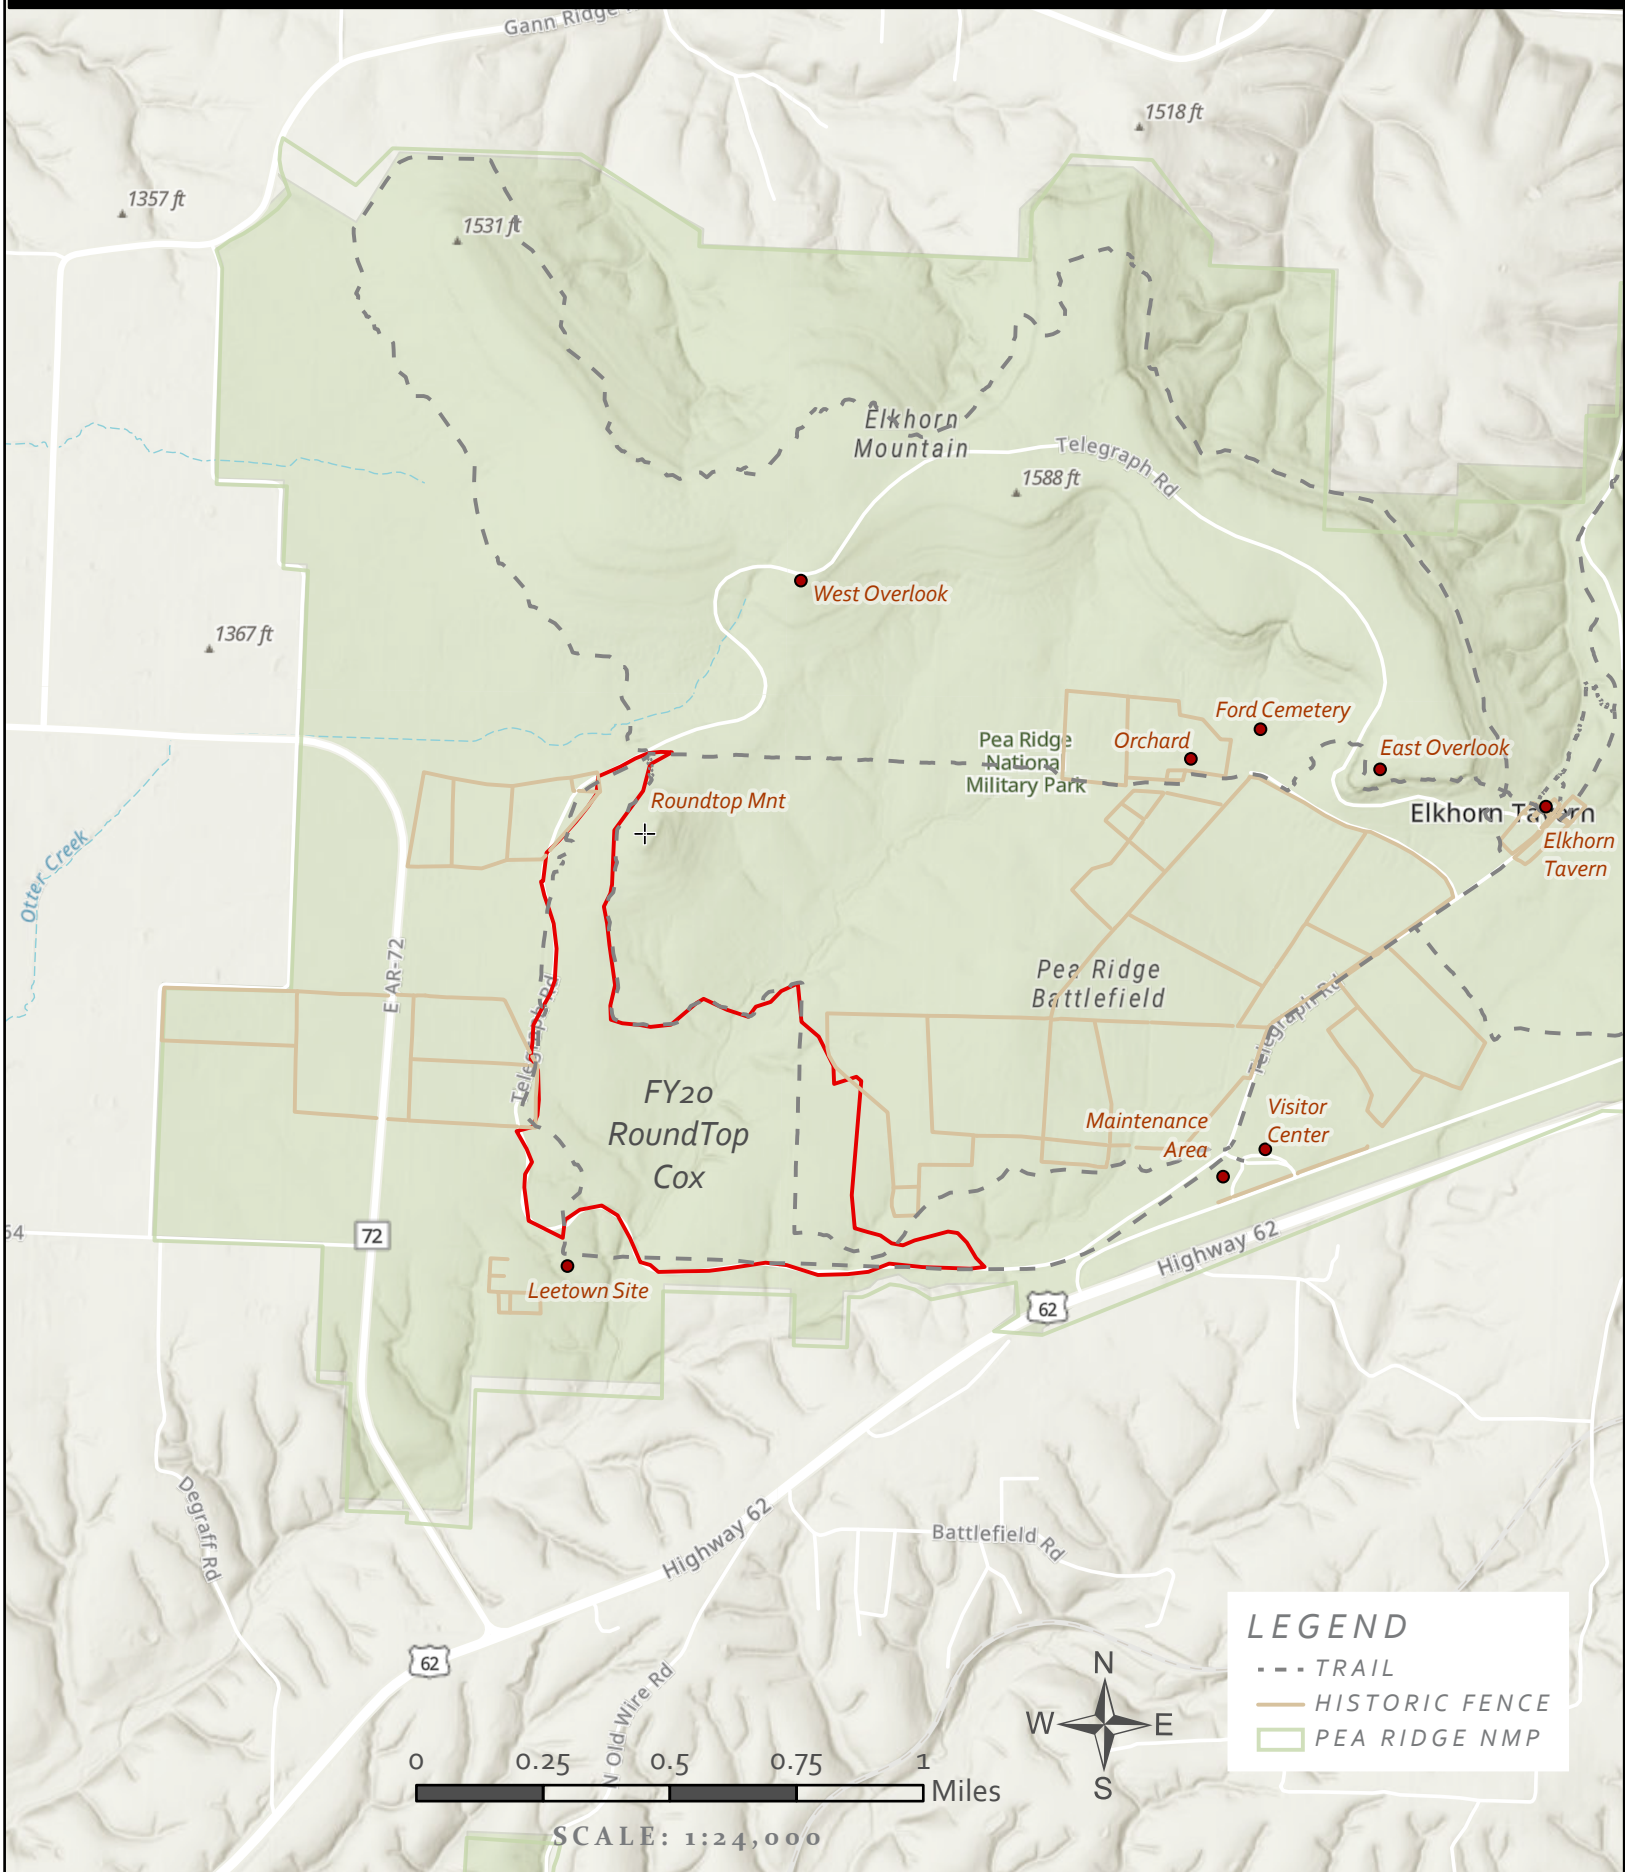 Gann Ridge
1518 ft
1357 ft
1531 ft
Elkhorn
Mountain
Telegraph Rd
1588 ft
West Overlook
1367 ft
Ford Cemetery
Orchard
Pea Ridge
National
Military Park
East Overlook
Roundtop Mnt
Elkhorn Tavern
Elkhorn
Tavern
Otter Creek
E AR-72
Pea Ridge
Battlefield
Telegraph Rd
Telegraph Rd
FY20
RoundTop
Cox
Maintenance
Area
Visitor
Center
54
72
Highway 62
Leetown Site
62
Degraff Rd
Highway 62
Battlefield Rd
62
N Old Wire Rd
LEGEND
TRAIL
HISTORIC FENCE
PEA RIDGE NMP
N
W E
S
0 0.25 0.5 0.75 1
Miles
SCALE: 1:24,000